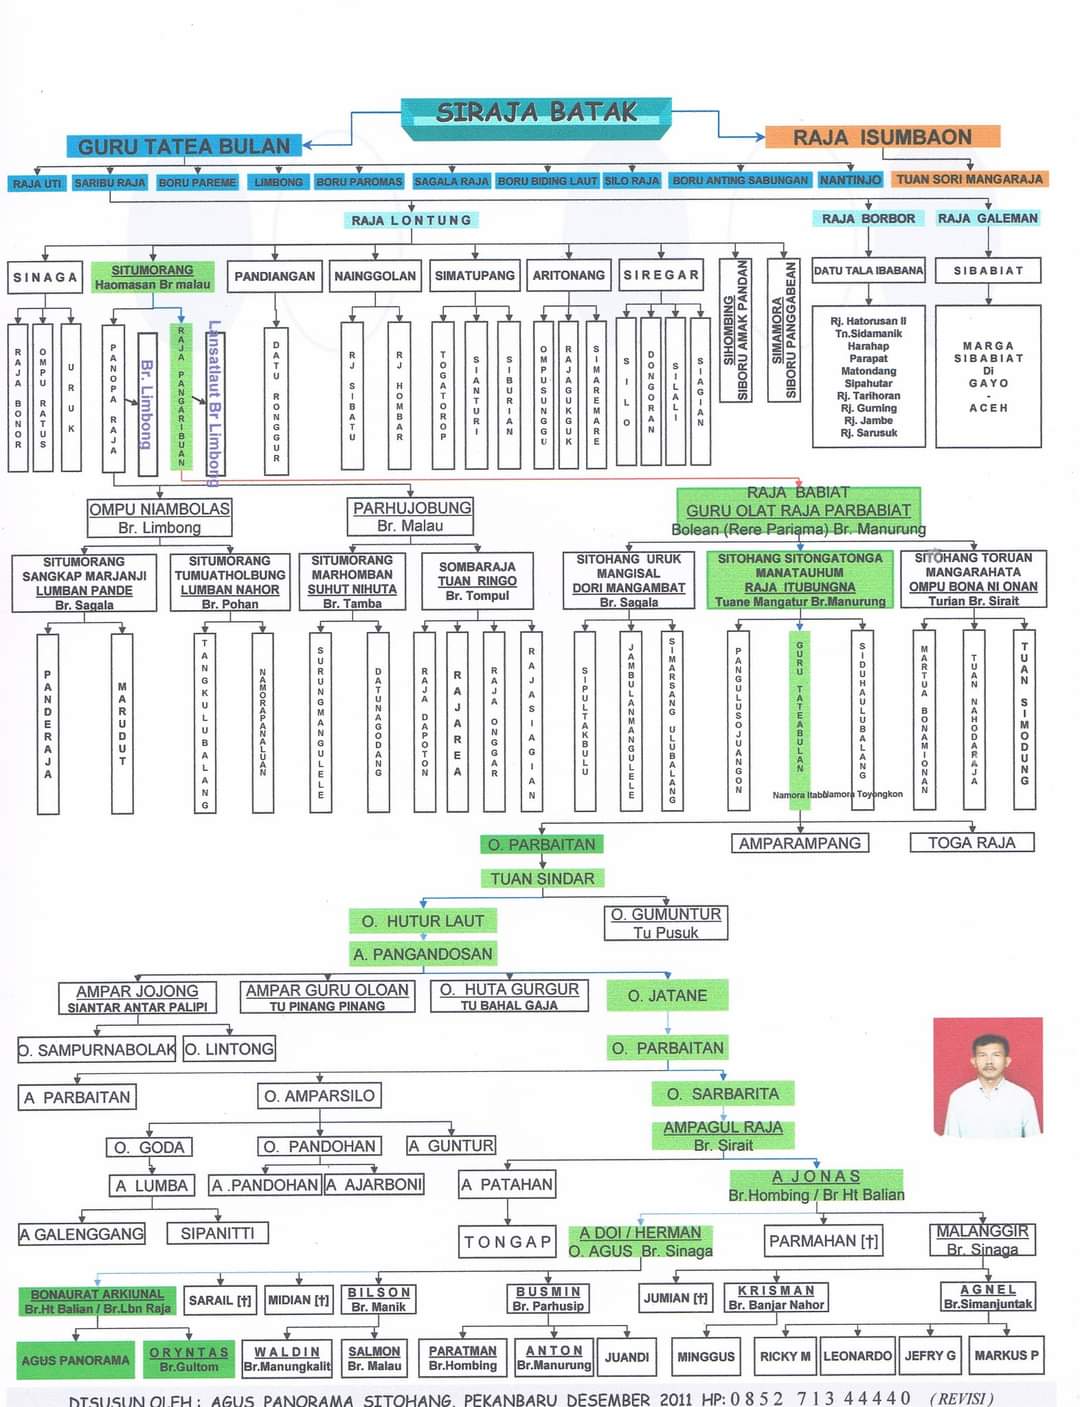 SIRAJA BATAK
GURU TATEA BULAN
RAJA ISUMBAON
RAJA UTI
SARIBU RAJA
BORU PAREME
LIMBONG
BORU PAROMAS
SAGALA RAJA
BORU BIDING LAUT
SILO RAJA
BORU ANTING SABUNGAN
NANTINJO
TUAN SORI MANGARAJA
RAJA LONTUNG
RAJA BORBOR
RAJA GALEMAN
SINAGA
SITUMORANG
Haomasan Br malau
PANDIANGAN
NAINGGOLAN
SIMATUPANG
ARITONANG
SIREGAR
SIHOMBING
SIBORU AMAK PANDAN
SIMAMORA
SIBORU PANGGABEAN
DATU TALA IBABANA
SIBABIAT
RAJA BONOR
OMPU RATUS
URUK
PANOPA RAJA
Br. Limbong
RAJA PANGARIBUAN
Lansatlaut Br Limbong
DATU RONGGUR
RJ SIBATU
RJ HOMBAR
TOGATOROP
SIANTURI
SIBURIAN
OMPUSUNGGU
RAJAGUKGUK
SIMAREMARE
SILO
DONGORAN
SILALI
SIAGIAN
Rj. Hatorusan II
Tn.Sidamanik
Harahap
Parapat
Matondang
Sipahutar
Rj. Tarihoran
Rj. Gurning
Rj. Jambe
Rj. Sarusuk
MARGA
SIBABIAT
Di
GAYO
-
ACEH
OMPU NIAMBOLAS
Br. Limbong
PARHUJOBUNG
Br. Malau
RAJA BABIAT
GURU OLAT RAJA PARBABIAT
Bolean (Rere Pariama) Br. Manurung
SITUMORANG
SANGKAP MARJANJI
LUMBAN PANDE
Br. Sagala
SITUMORANG
TUMUATHOLBUNG
LUMBAN NAHOR
Br. Pohan
SITUMORANG
MARHOMBAN
SUHUT NIHUTA
Br. Tamba
SOMBARAJA
TUAN RINGO
Br. Tompul
SITOHANG URUK
MANGISAL
DORI MANGAMBAT
Br. Sagala
SITOHANG SITONGATONGA
MANATAUHUM
RAJA ITUBUNGNA
Tuane Mangatur Br.Manurung
SITOHANG TORUAN
MANGARAHATA
OMPU BONA NI ONAN
Turian Br. Sirait
PANDERAJA
MARUDUT
TANGKULUBALANG
NAMORAPANALUAN
SURUNGMANGULELE
DATUNAGODANG
RAJA DAPOTON
RAJAREA
RAJA ONGGAR
RAJASIAGIAN
SIPULTAKBULU
JAMBULANMANGULELE
SIMARSANG ULUBALANG
PANGULUSOJUANGON
GURU TATEABULAN
SIDUHAULUBALANG
MARTUA BONAMIONAN
TUAN NAHODARAJA
TUAN SIMODUNG
Toyongkon
O. PARBAITAN
AMPARAMPANG
TOGA RAJA
TUAN SINDAR
O. HUTUR LAUT
O. GUMUNTUR
Tu Pusuk
A. PANGANDOSAN
AMPAR JOJONG
SIANTAR ANTAR PALIPI
AMPAR GURU OLOAN
TU PINANG PINANG
O. HUTA GURGUR
TU BAHAL GAJA
O. JATANE
O. SAMPURNABOLAK
O. LINTONG
O. PARBAITAN
A PARBAITAN
O. AMPARSILO
O. SARBARITA
AMPAGUL RAJA
Br. Sirait
O. GODA
O. PANDOHAN
A GUNTUR
A LUMBA
A .PANDOHAN
A AJARBONI
A PATAHAN
A JONAS
Br.Hombing / Br Ht Balian
A GALENGGANG
SIPANITTI
TONGAP
A DOI / HERMAN
O. AGUS Br. Sinaga
PARMAHAN [†]
MALANGGIR
Br. Sinaga
BONAURAT ARKIUNAL
Br.Ht Balian / Br.Lbn Raja
SARAIL [†]
MIDIAN [†]
BILSON
Br. Manik
BUSMIN
Br. Parhusip
JUMIAN [†]
KRISMAN
Br. Banjar Nahor
AGNEL
Br.Simanjuntak
AGUS PANORAMA
ORYNTAS
Br.Gultom
WALDIN
Br.Manungkalit
SALMON
Br. Malau
PARATMAN
Br.Hombing
ANTON
Br.Manurung
JUANDI
MINGGUS
RICKY M
LEONARDO
JEFRY G
MARKUS P
DISUSUN OLEH : AGUS PANORAMA SITOHANG, PEKANBARU DESEMBER 2011 HP: 0852 713 44440 (REVISI)